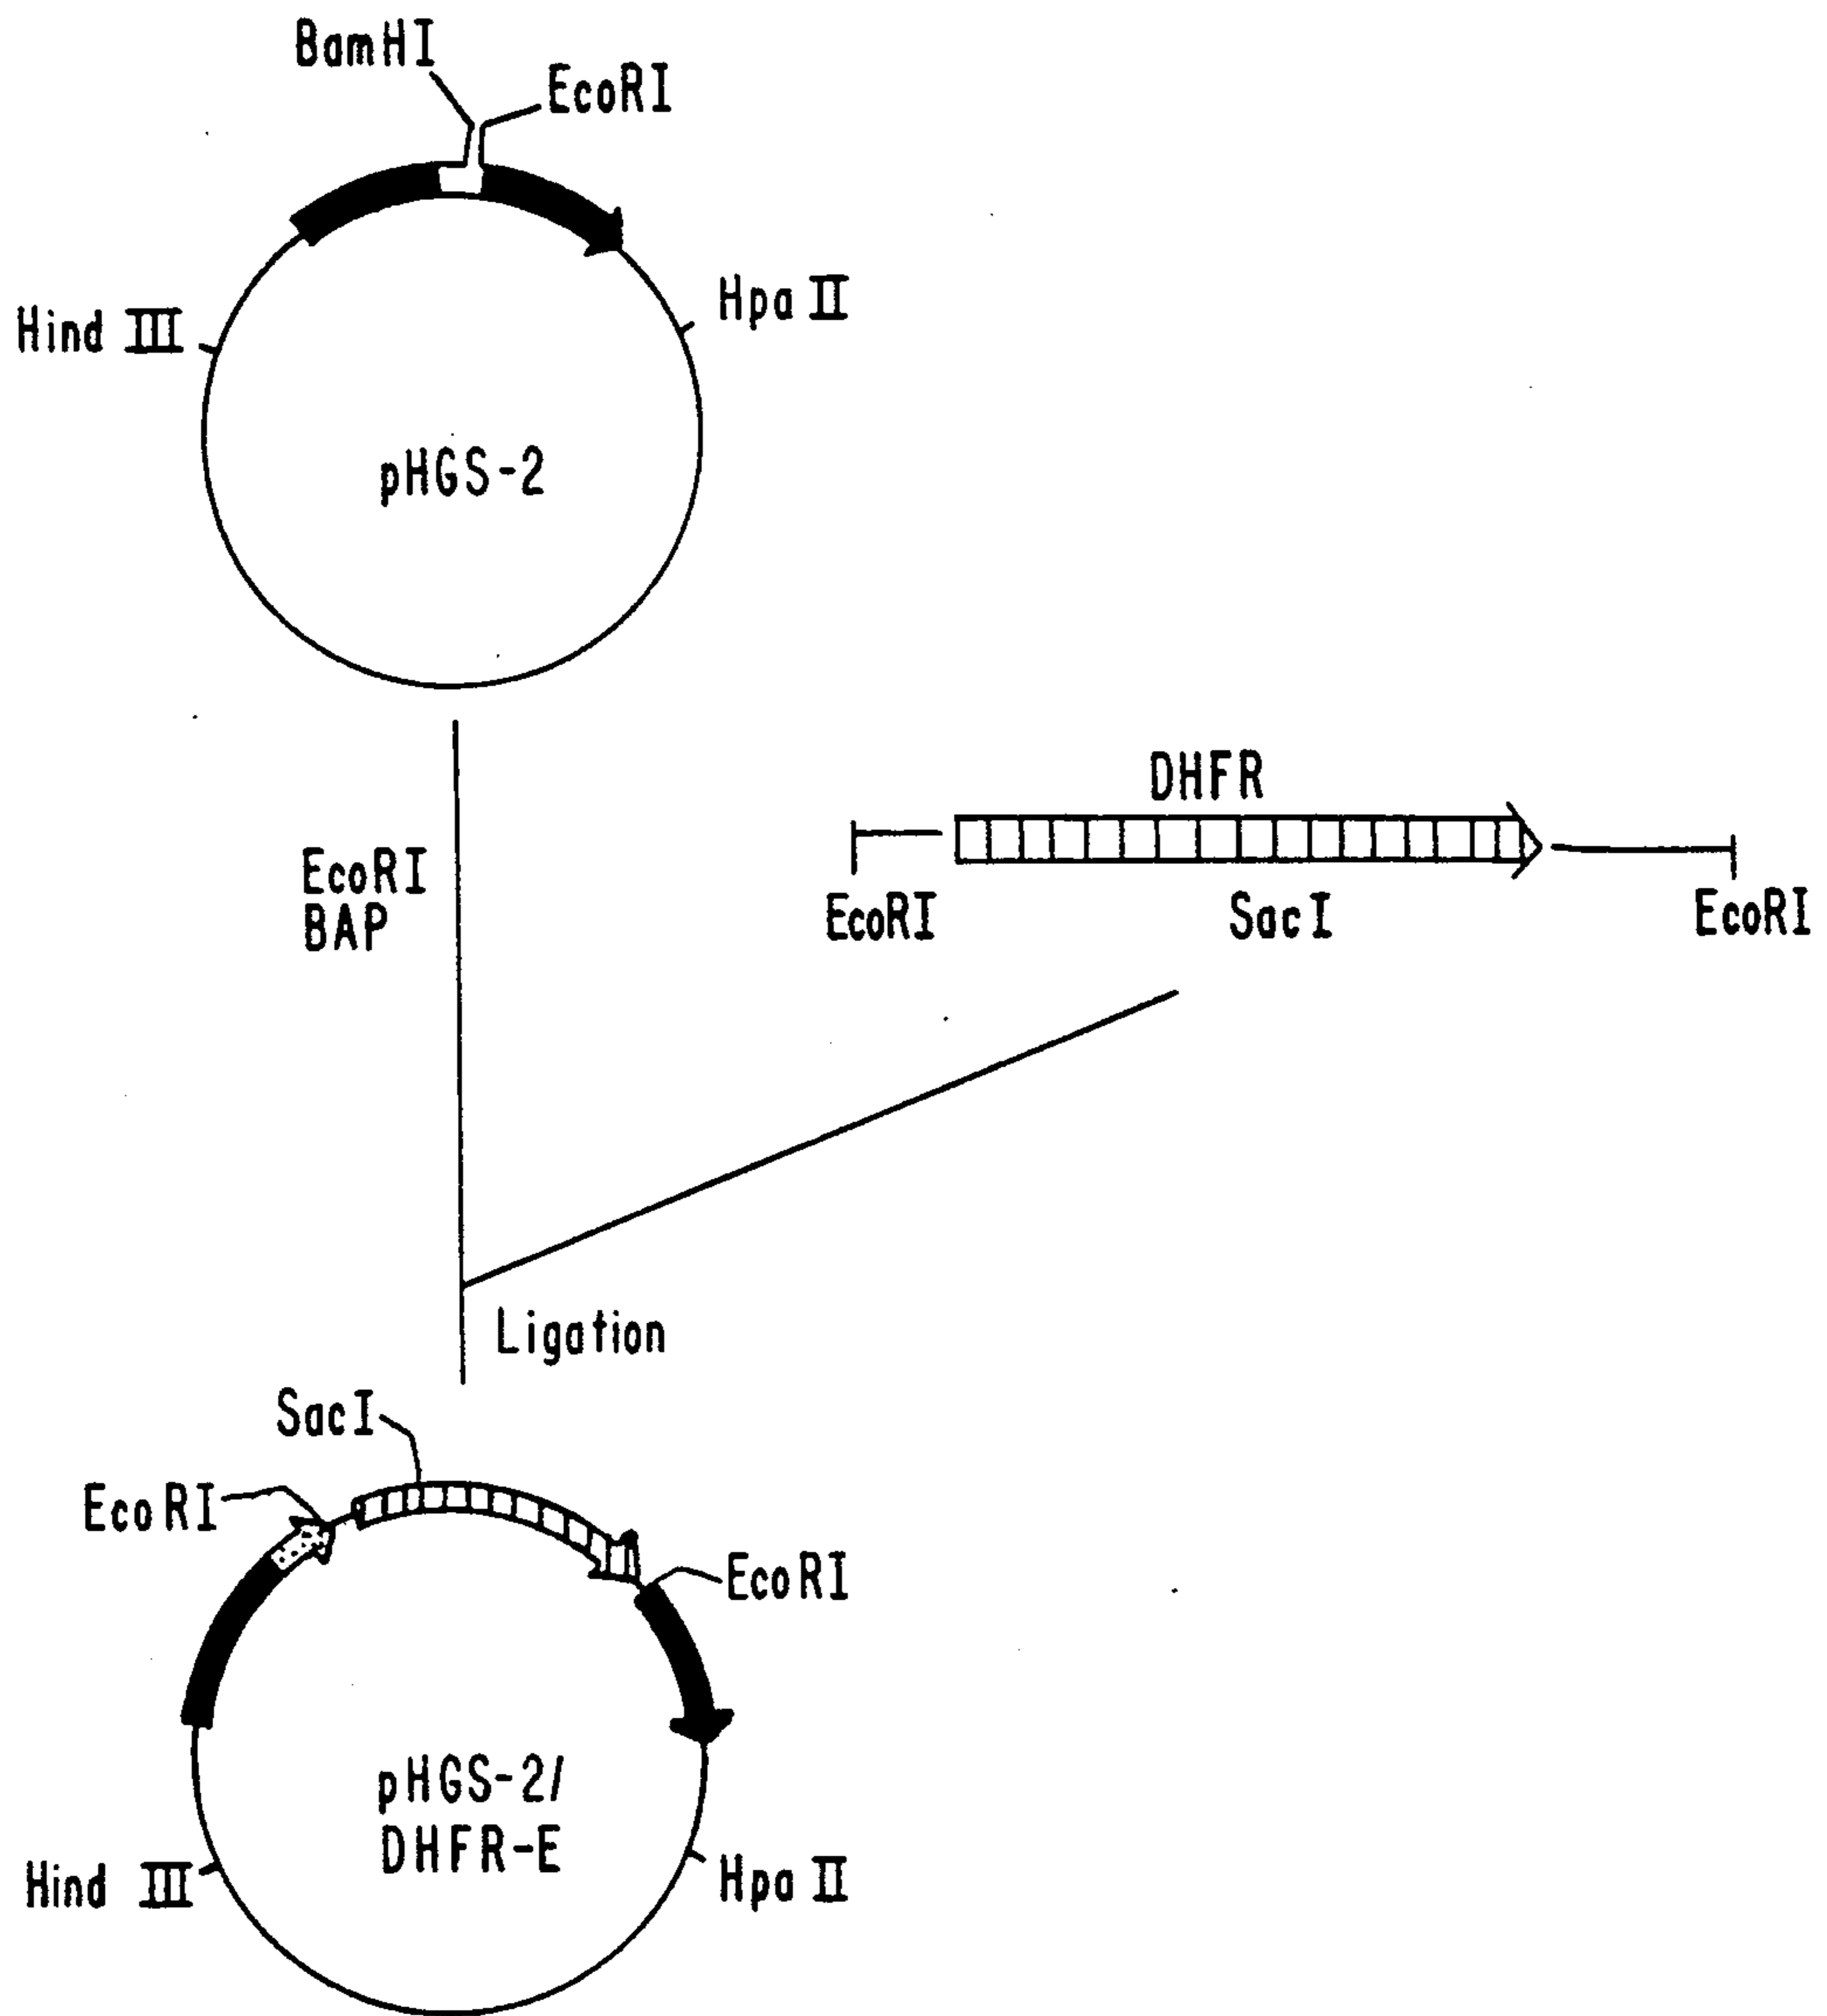 BamHI
EcoRI
Hind III
Hpa II
pHGS-2
DHFR
EcoRI
BAP
EcoRI
SacI
EcoRI
Ligation
SacI
EcoRI
EcoRI
pHGS-2/
DHFR-E
Hind III
Hpa II